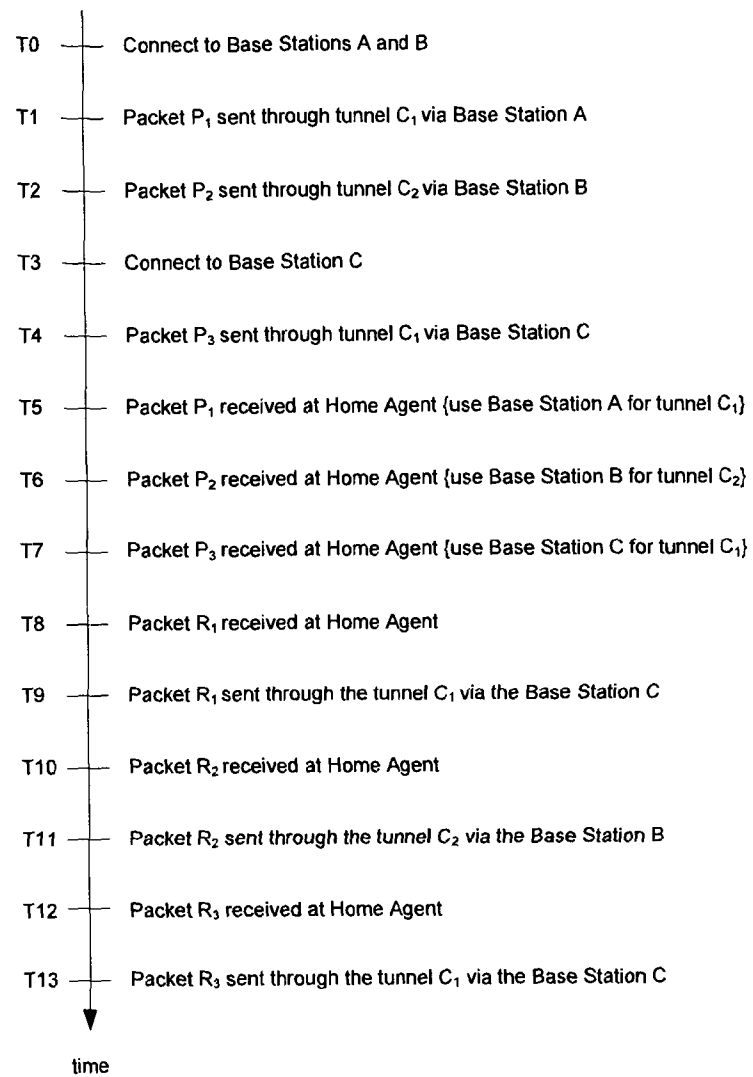 T0 Connect to Base Stations A and B
T1 Packet P₁ sent through tunnel C₁ via Base Station A
T2 Packet P₂ sent through tunnel C₂ via Base Station B
T3 Connect to Base Station C
T4 Packet P₃ sent through tunnel C₁ via Base Station C
T5 Packet P₁ received at Home Agent {use Base Station A for tunnel C₁}
T6 Packet P₂ received at Home Agent {use Base Station B for tunnel C₂}
T7 Packet P₃ received at Home Agent {use Base Station C for tunnel C₁}
T8 Packet R₁ received at Home Agent
T9 Packet R₁ sent through the tunnel C₁ via the Base Station C
T10 Packet R₂ received at Home Agent
T11 Packet R₂ sent through the tunnel C₂ via the Base Station B
T12 Packet R₃ received at Home Agent
T13 Packet R₃ sent through the tunnel C₁ via the Base Station C
time